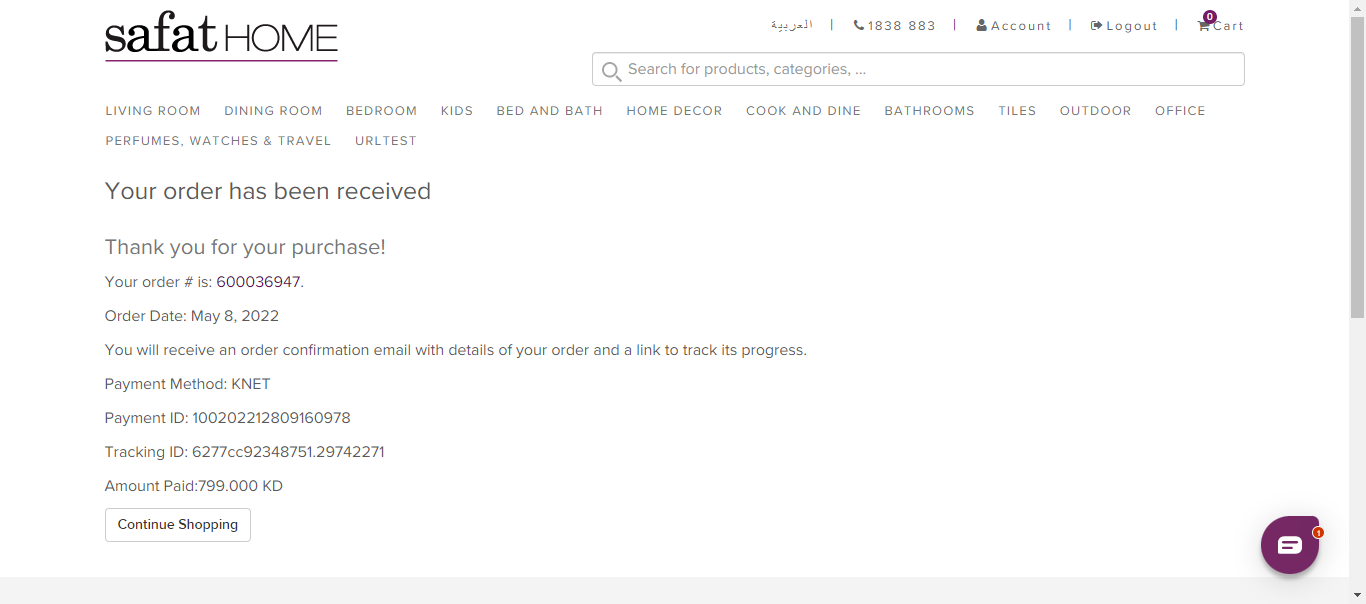 safat HOME
العربية | 1838 883 | Account | Logout | 0 Cart
Search for products, categories, ...
LIVING ROOM DINING ROOM BEDROOM KIDS BED AND BATH HOME DECOR COOK AND DINE BATHROOMS TILES OUTDOOR OFFICE
PERFUMES, WATCHES & TRAVEL URLTEST
Your order has been received
Thank you for your purchase!
Your order # is: 600036947.
Order Date: May 8, 2022
You will receive an order confirmation email with details of your order and a link to track its progress.
Payment Method: KNET
Payment ID: 100202212809160978
Tracking ID: 6277cc92348751.29742271
Amount Paid:799.000 KD
Continue Shopping
1